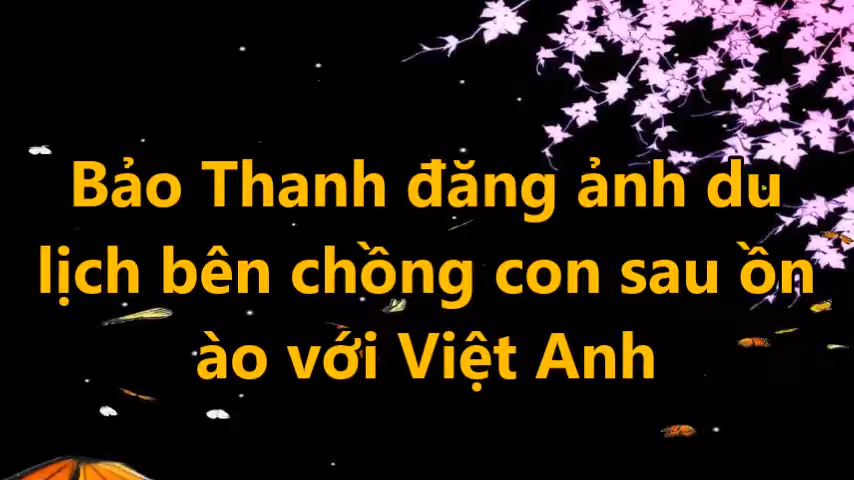 Bảo Thanh đăng ảnh du
lịch bên chồng con sau ồn
ào với Việt Anh